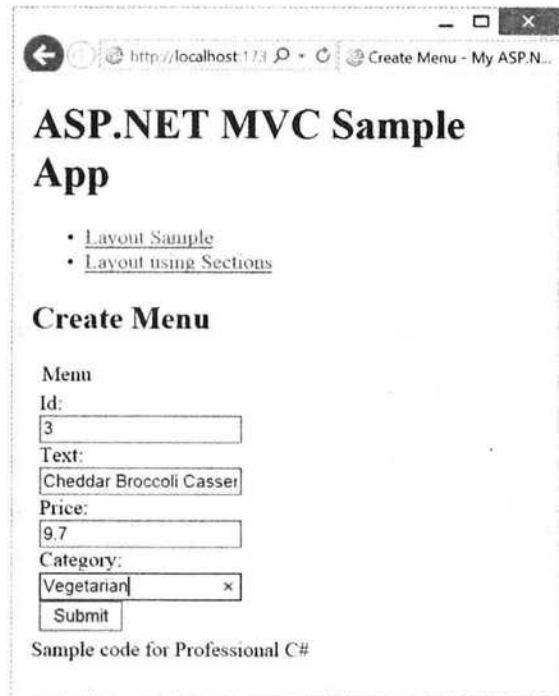 http://localhost:173
Create Menu - My ASP.N...
ASP.NET MVC Sample
App
• Layout Sample
• Layout using Sections
Create Menu
Menu
Id:
3
Text:
Cheddar Broccoli Casser
Price:
9.7
Category:
Vegetarian
Submit
Sample code for Professional C#